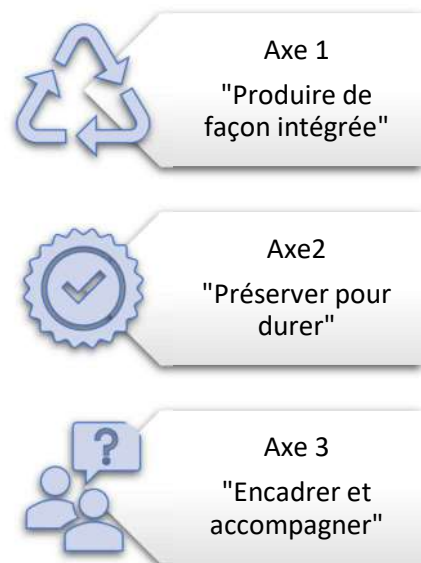 Axe 1
"Produire de
façon intégrée"
Axe2
"Préserver pour
durer"
?
Axe 3
"Encadrer et
accompagner"